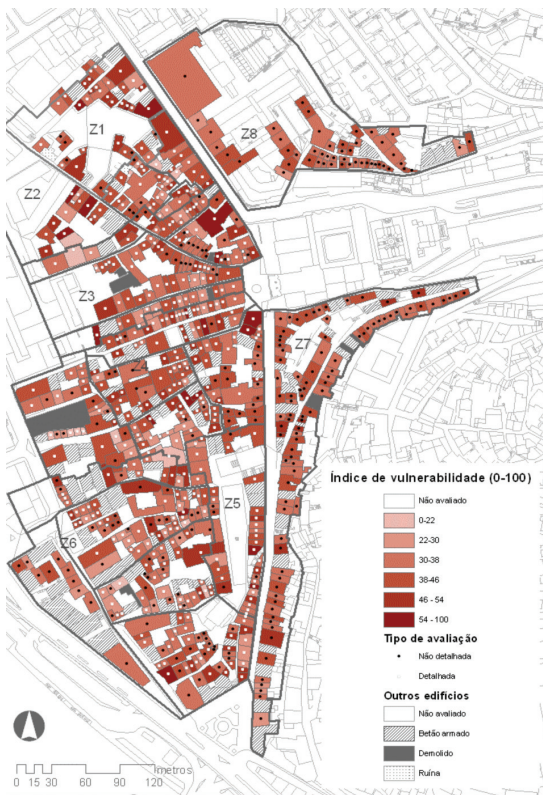 Z1
Z8
Z2
Z3
Z7
Z5
Z6
Índice de vulnerabilidade (0-100)
Não avaliado
0-22
22-30
30-38
38-46
46 - 54
54 - 100
Tipo de avaliação
Não detalhada
Detalhada
Outros edifícios
Não avaliado
Betão armado
Demolido
Ruína
metros
0 15 30 60 90 120